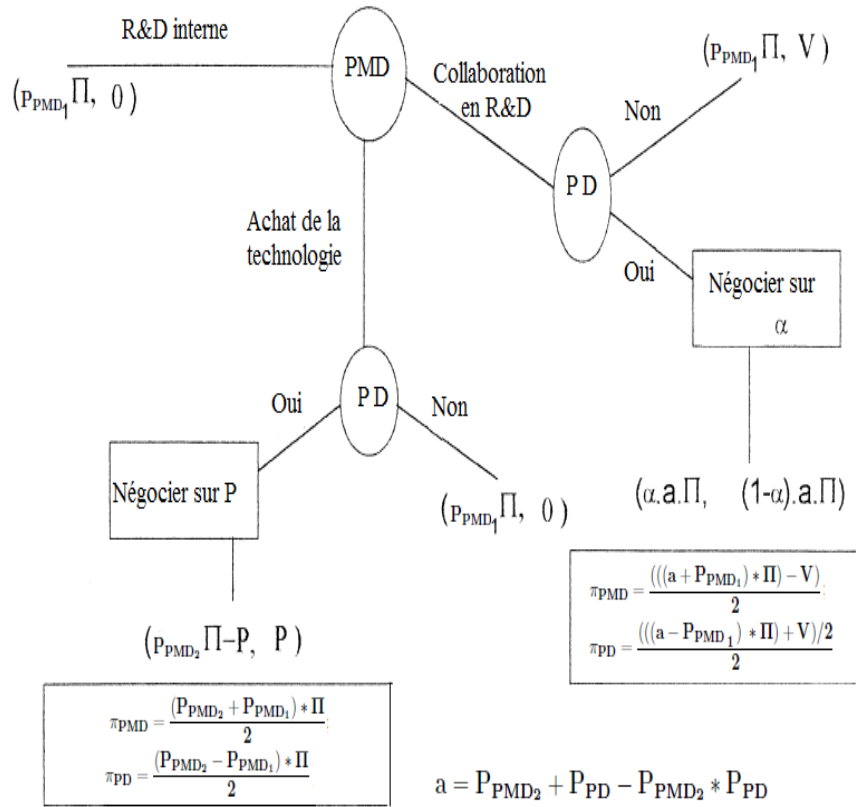 R&D interne
(P_PMD₁ Π, 0)
PMD
Collaboration
en R&D
(P_PMD₁ Π, V)
Non
P D
Oui
Négocier sur
α
Achat de la
technologie
P D
Oui
Non
Négocier sur P
(P_PMD₁ Π, 0)
(α.a.Π, (1-α).a.Π)
π_PMD = (((a + P_PMD₁) * Π) – V) / 2
π_PD = (((a – P_PMD₁) * Π) + V)/2 / 2
(P_PMD₂ Π–P, P)
π_PMD = (P_PMD₂ + P_PMD₁) * Π / 2
π_PD = (P_PMD₂ – P_PMD₁) * Π / 2
a = P_PMD₂ + P_PD – P_PMD₂ * P_PD